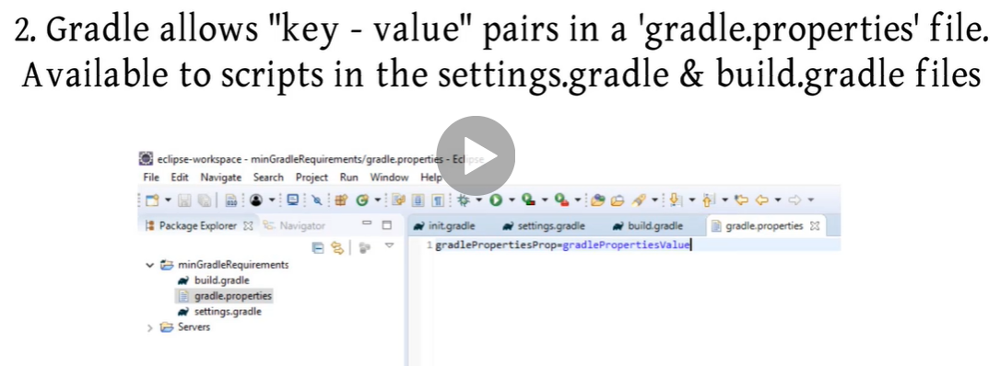 2. Gradle allows "key - value" pairs in a 'gradle.properties' file.
Available to scripts in the settings.gradle & build.gradle files
eclipse-workspace - minGradleRequirements/gradle.properties - Eclipse
File Edit Navigate Search Project Run Window Help
Package Explorer Navigator init.gradle settings.gradle build.gradle gradle.properties
1 gradlePropertiesProp=gradlePropertiesValue
minGradleRequirements
build.gradle
gradle.properties
settings.gradle
Servers